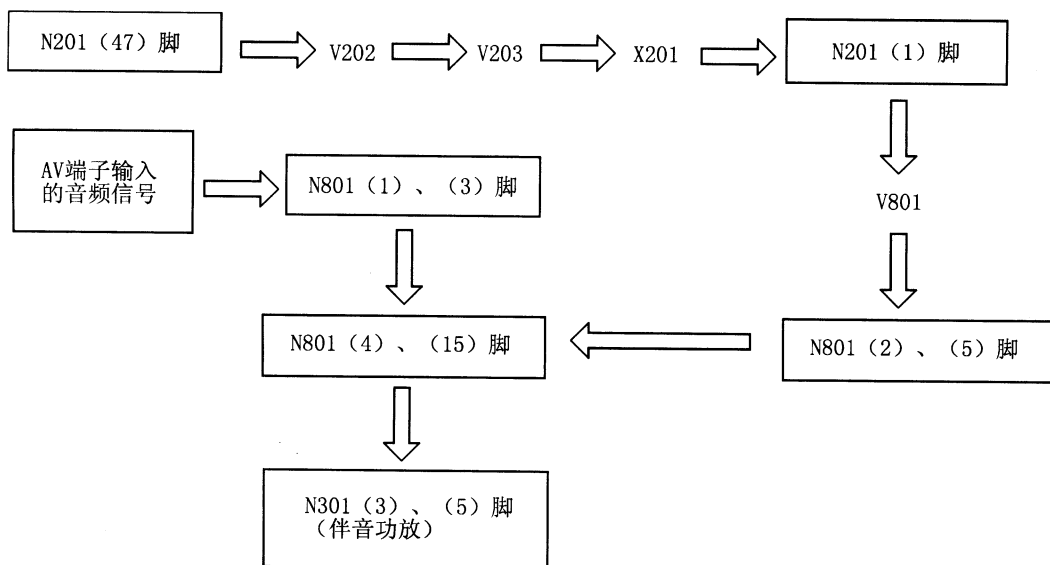 N201（47）脚
V202
V203
X201
N201（1）脚
AV端子输入
的音频信号
N801（1）、（3）脚
V801
N801（4）、（15）脚
N801（2）、（5）脚
N301（3）、（5）脚
（伴音功放）